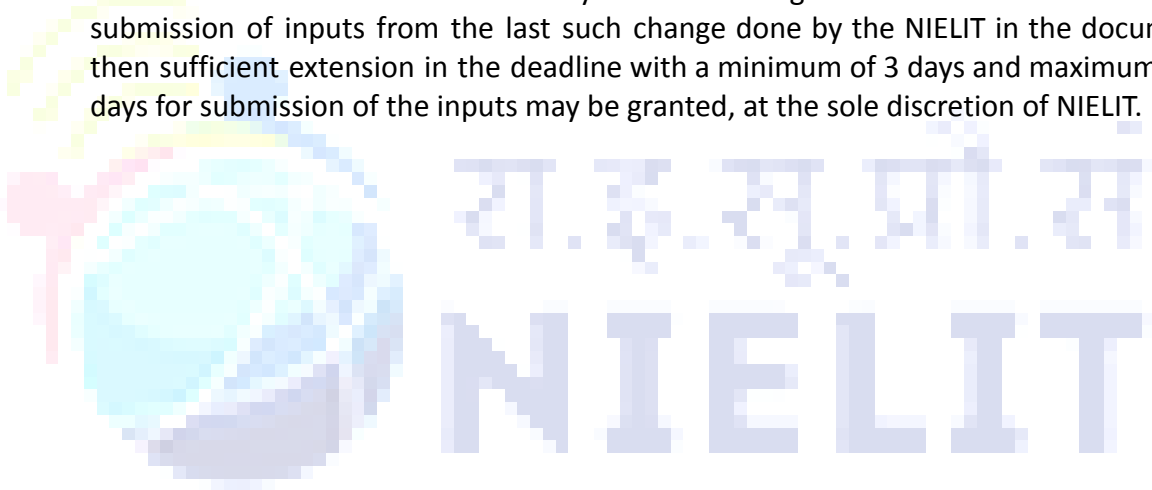 submission of inputs from the last such change done by the NIELIT in the
then sufficient extension in the deadline with a minimum of 3 days and maximum
days for submission of the inputs may be granted, at the sole discretion of NIELIT.
रा.इ.सू.प्रौ.सं
NIELIT